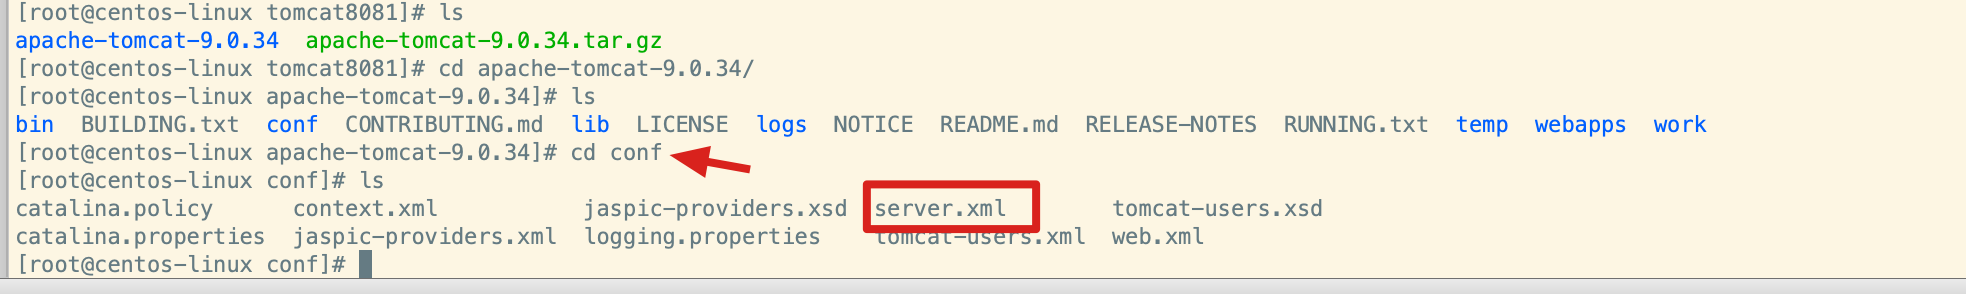 [root@centos-linux tomcat8081]# ls
apache-tomcat-9.0.34  apache-tomcat-9.0.34.tar.gz
[root@centos-linux tomcat8081]# cd apache-tomcat-9.0.34/
[root@centos-linux apache-tomcat-9.0.34]# ls
bin  BUILDING.txt  conf  CONTRIBUTING.md  lib  LICENSE  logs  NOTICE  README.md  RELEASE-NOTES  RUNNING.txt  temp  webapps  work
[root@centos-linux apache-tomcat-9.0.34]# cd conf
[root@centos-linux conf]# ls
catalina.policy      context.xml           jaspic-providers.xsd  server.xml        tomcat-users.xsd
catalina.properties  jaspic-providers.xml  logging.properties    tomcat-users.xml  web.xml
[root@centos-linux conf]#